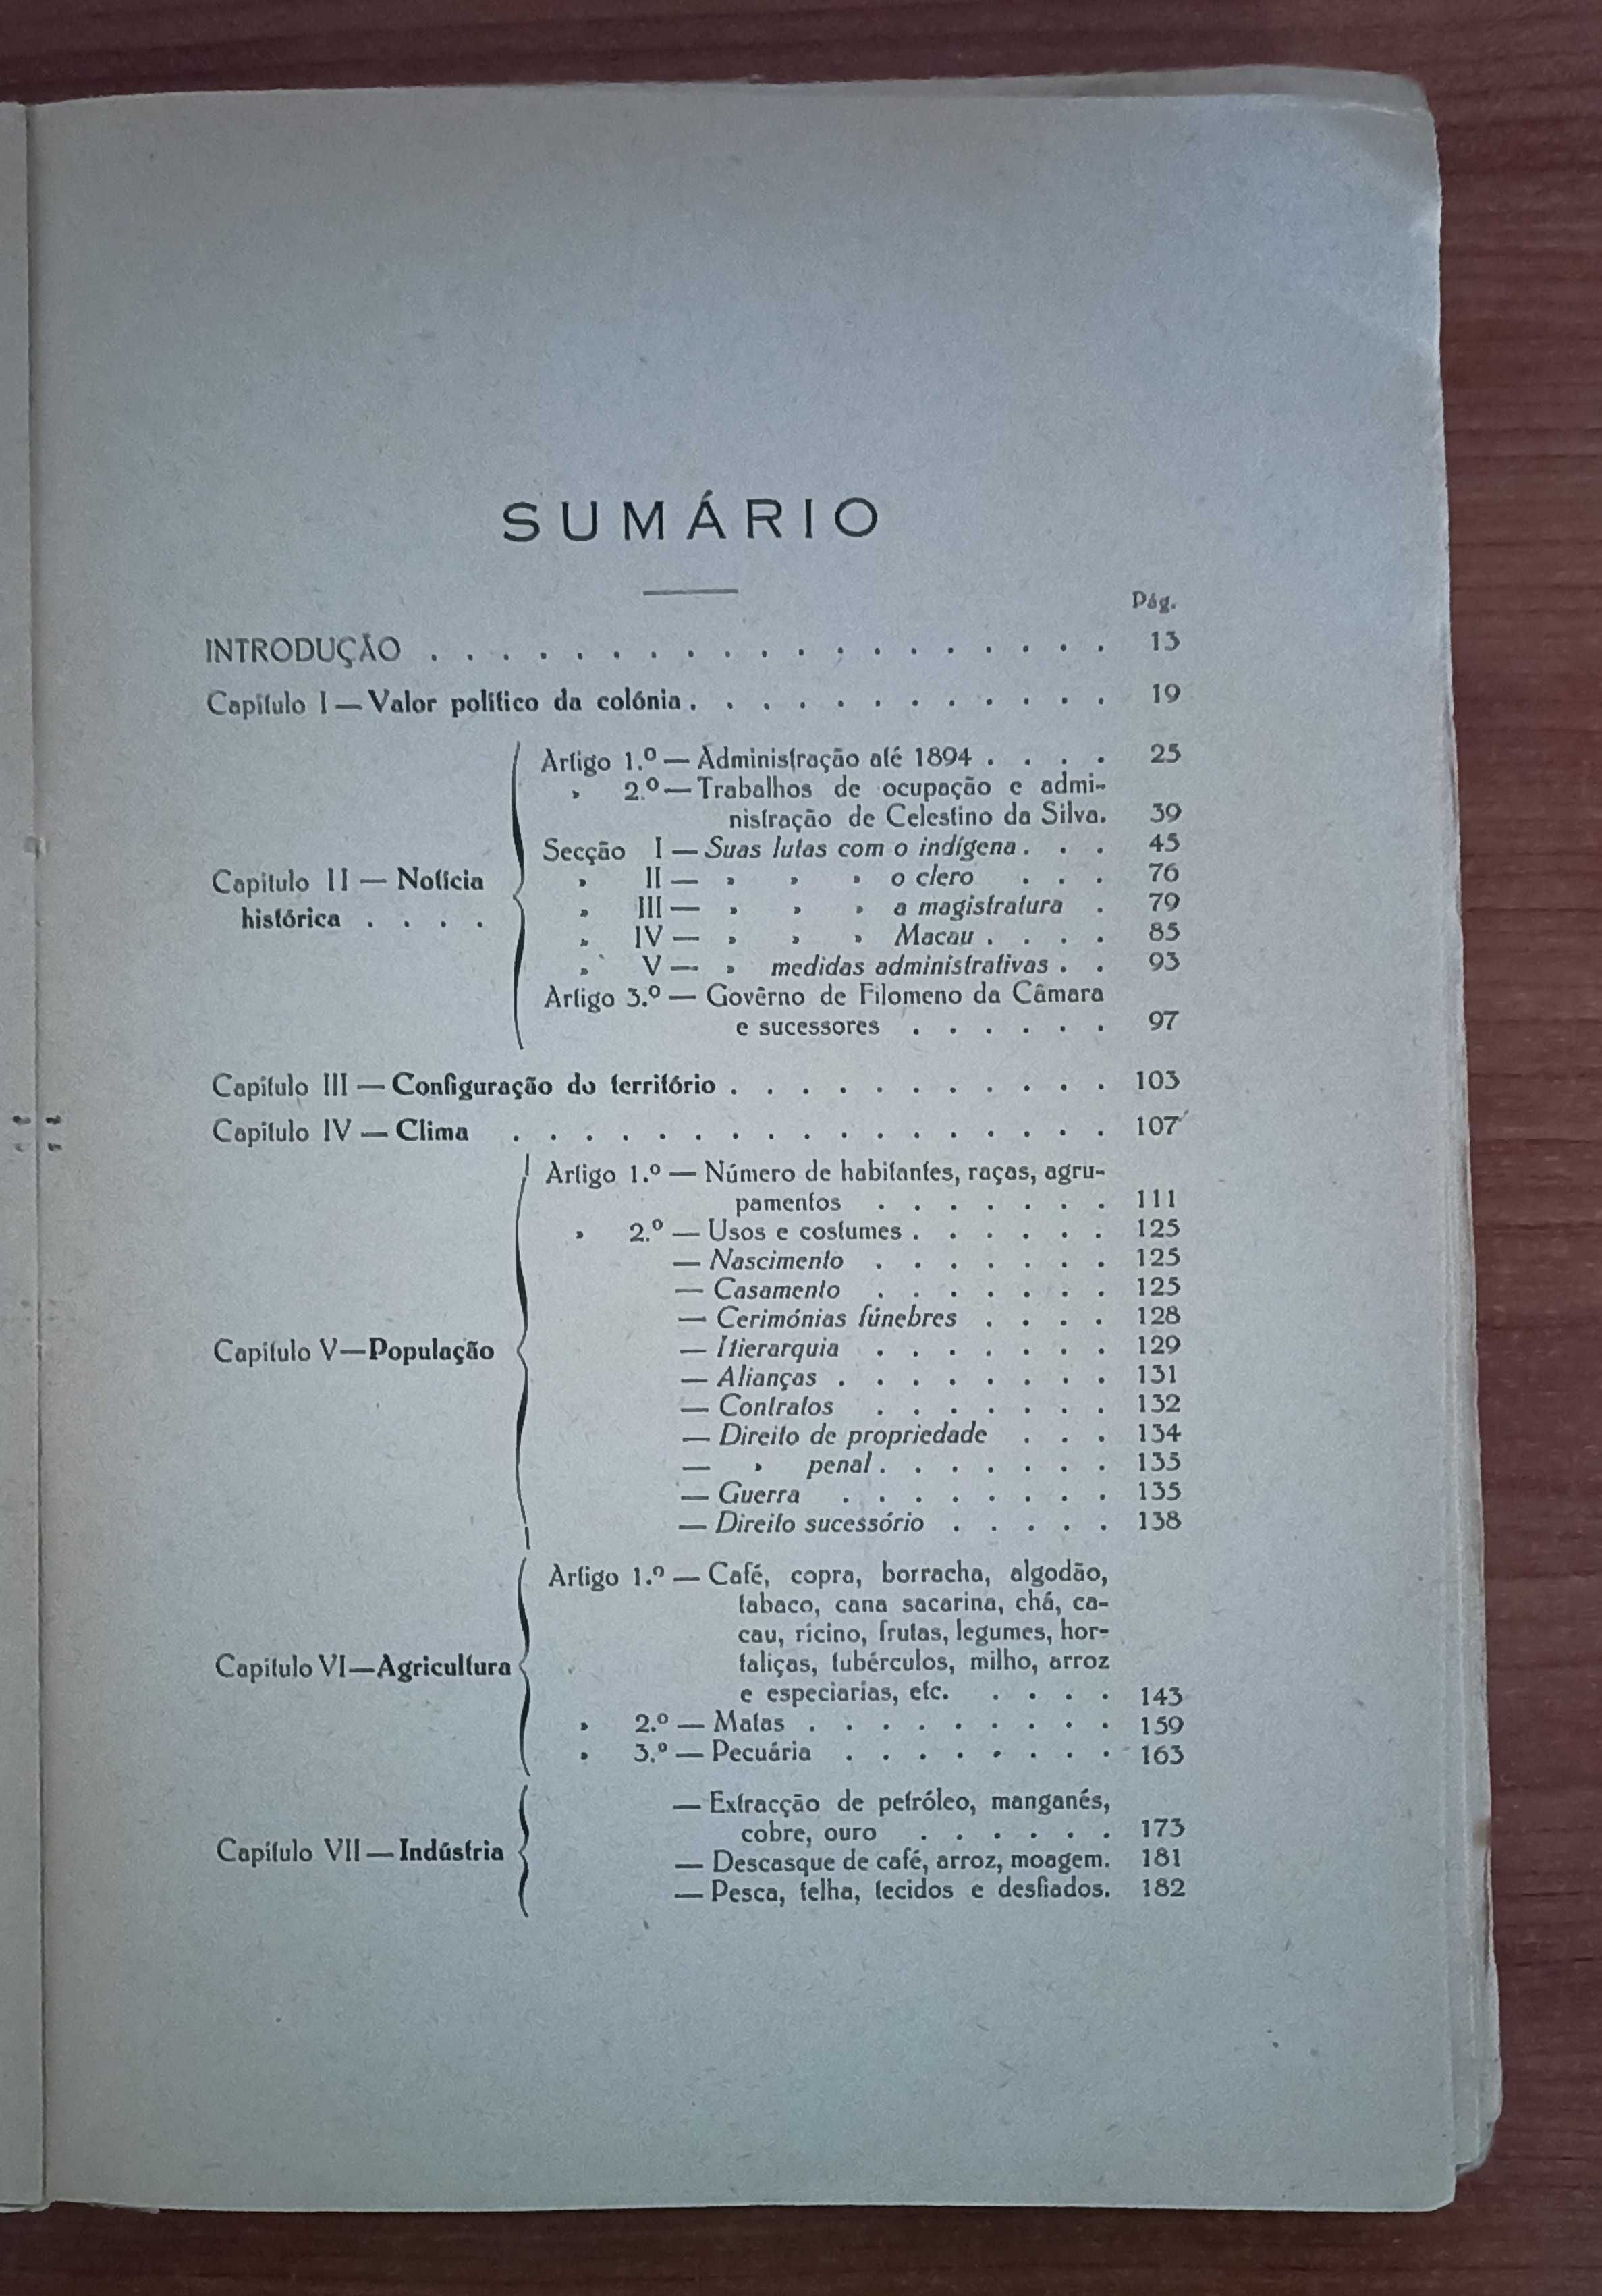 SUMÁRIO
Pág.
INTRODUÇÃO . . . . . . . . . . . . . . . . . . . 13
Capítulo I — Valor político da colónia . . . . . . . . . . . . 19
Artigo 1.º — Administração até 1894 . . . . 25
» 2.º — Trabalhos de ocupação e admi-
nistração de Celestino da Silva. 39
Secção I — Suas lutas com o indígena . . . 45
» II — » » » o clero . . . 76
Capítulo II — Notícia
histórica . . . .
» III — » » » a magistratura . 79
» IV — » » » Macau . . . . 85
» V — » medidas administrativas . . 93
Artigo 3.º — Govêrno de Filomeno da Câmara
e sucessores . . . . . . 97
Capítulo III — Configuração do território . . . . . . . . . . . 103
Capítulo IV — Clima . . . . . . . . . . . . . . . . . 107
Artigo 1.º — Número de habitantes, raças, agru-
pamentos . . . . . . . 111
» 2.º — Usos e costumes . . . . . . 125
— Nascimento . . . . . . . 125
— Casamento . . . . . . . 125
— Cerimónias fúnebres . . . . 128
Capítulo V — População
— Hierarquia . . . . . . . 129
— Alianças . . . . . . . . 131
— Contratos . . . . . . . 132
— Direito de propriedade . . . 134
— » penal . . . . . . . 135
— Guerra . . . . . . . . 135
— Direito sucessório . . . . . 138
Artigo 1.º — Café, copra, borracha, algodão,
tabaco, cana sacarina, chá, ca-
cau, rícino, frutas, legumes, hor-
Capítulo VI — Agricultura
taliças, tubérculos, milho, arroz
e especiarias, etc. . . . . 143
» 2.º — Matas . . . . . . . . . 159
» 3.º — Pecuária . . . . . . . . 163
— Extracção de petróleo, manganés,
cobre, ouro . . . . . . 173
Capítulo VII — Indústria
— Descasque de café, arroz, moagem. 181
— Pesca, telha, tecidos e desfiados. 182